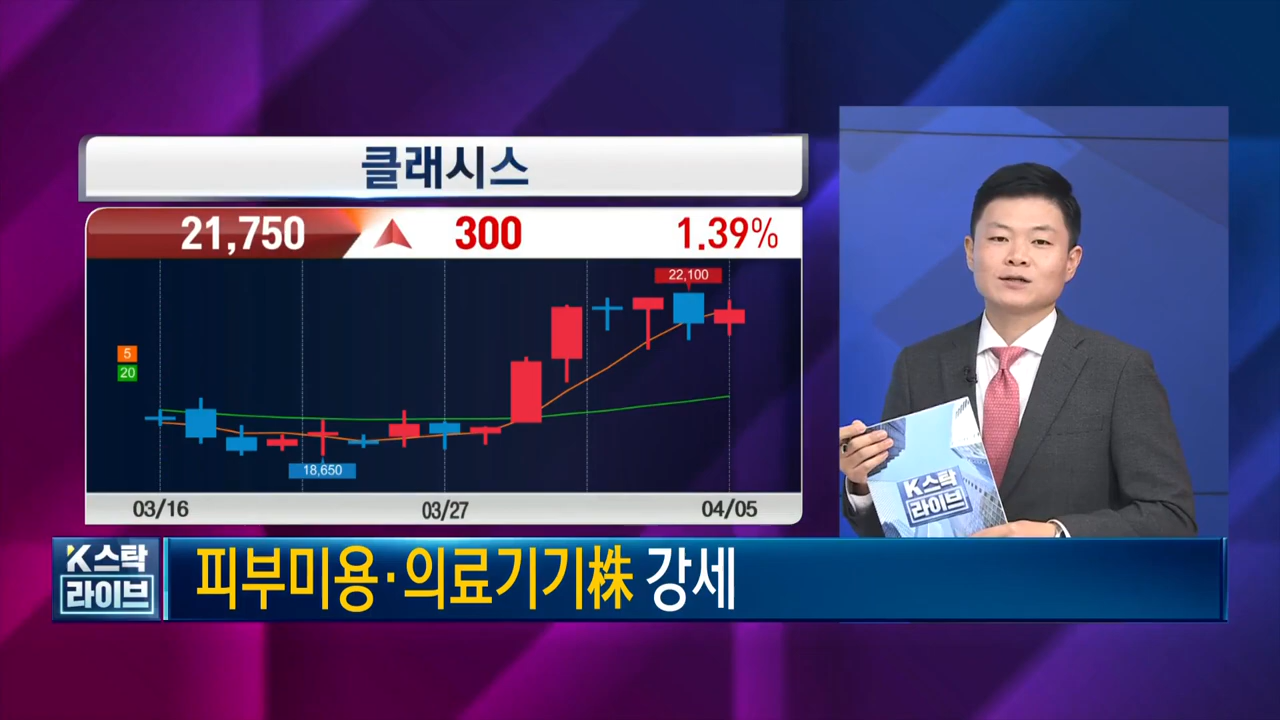 클래시스
21,750 300 1.39%
22,100
5
20
18,650
03/16 03/27 04/05
K스탁
라이브
K스탁
라이브
피부미용·의료기기株 강세